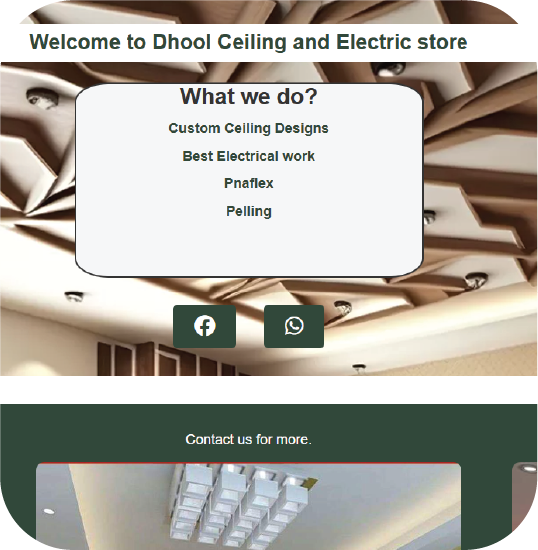 Welcome to Dhool Ceiling and Electric store
What we do?
Custom Ceiling Designs
Best Electrical work
Pnaflex
Pelling
Contact us for more.